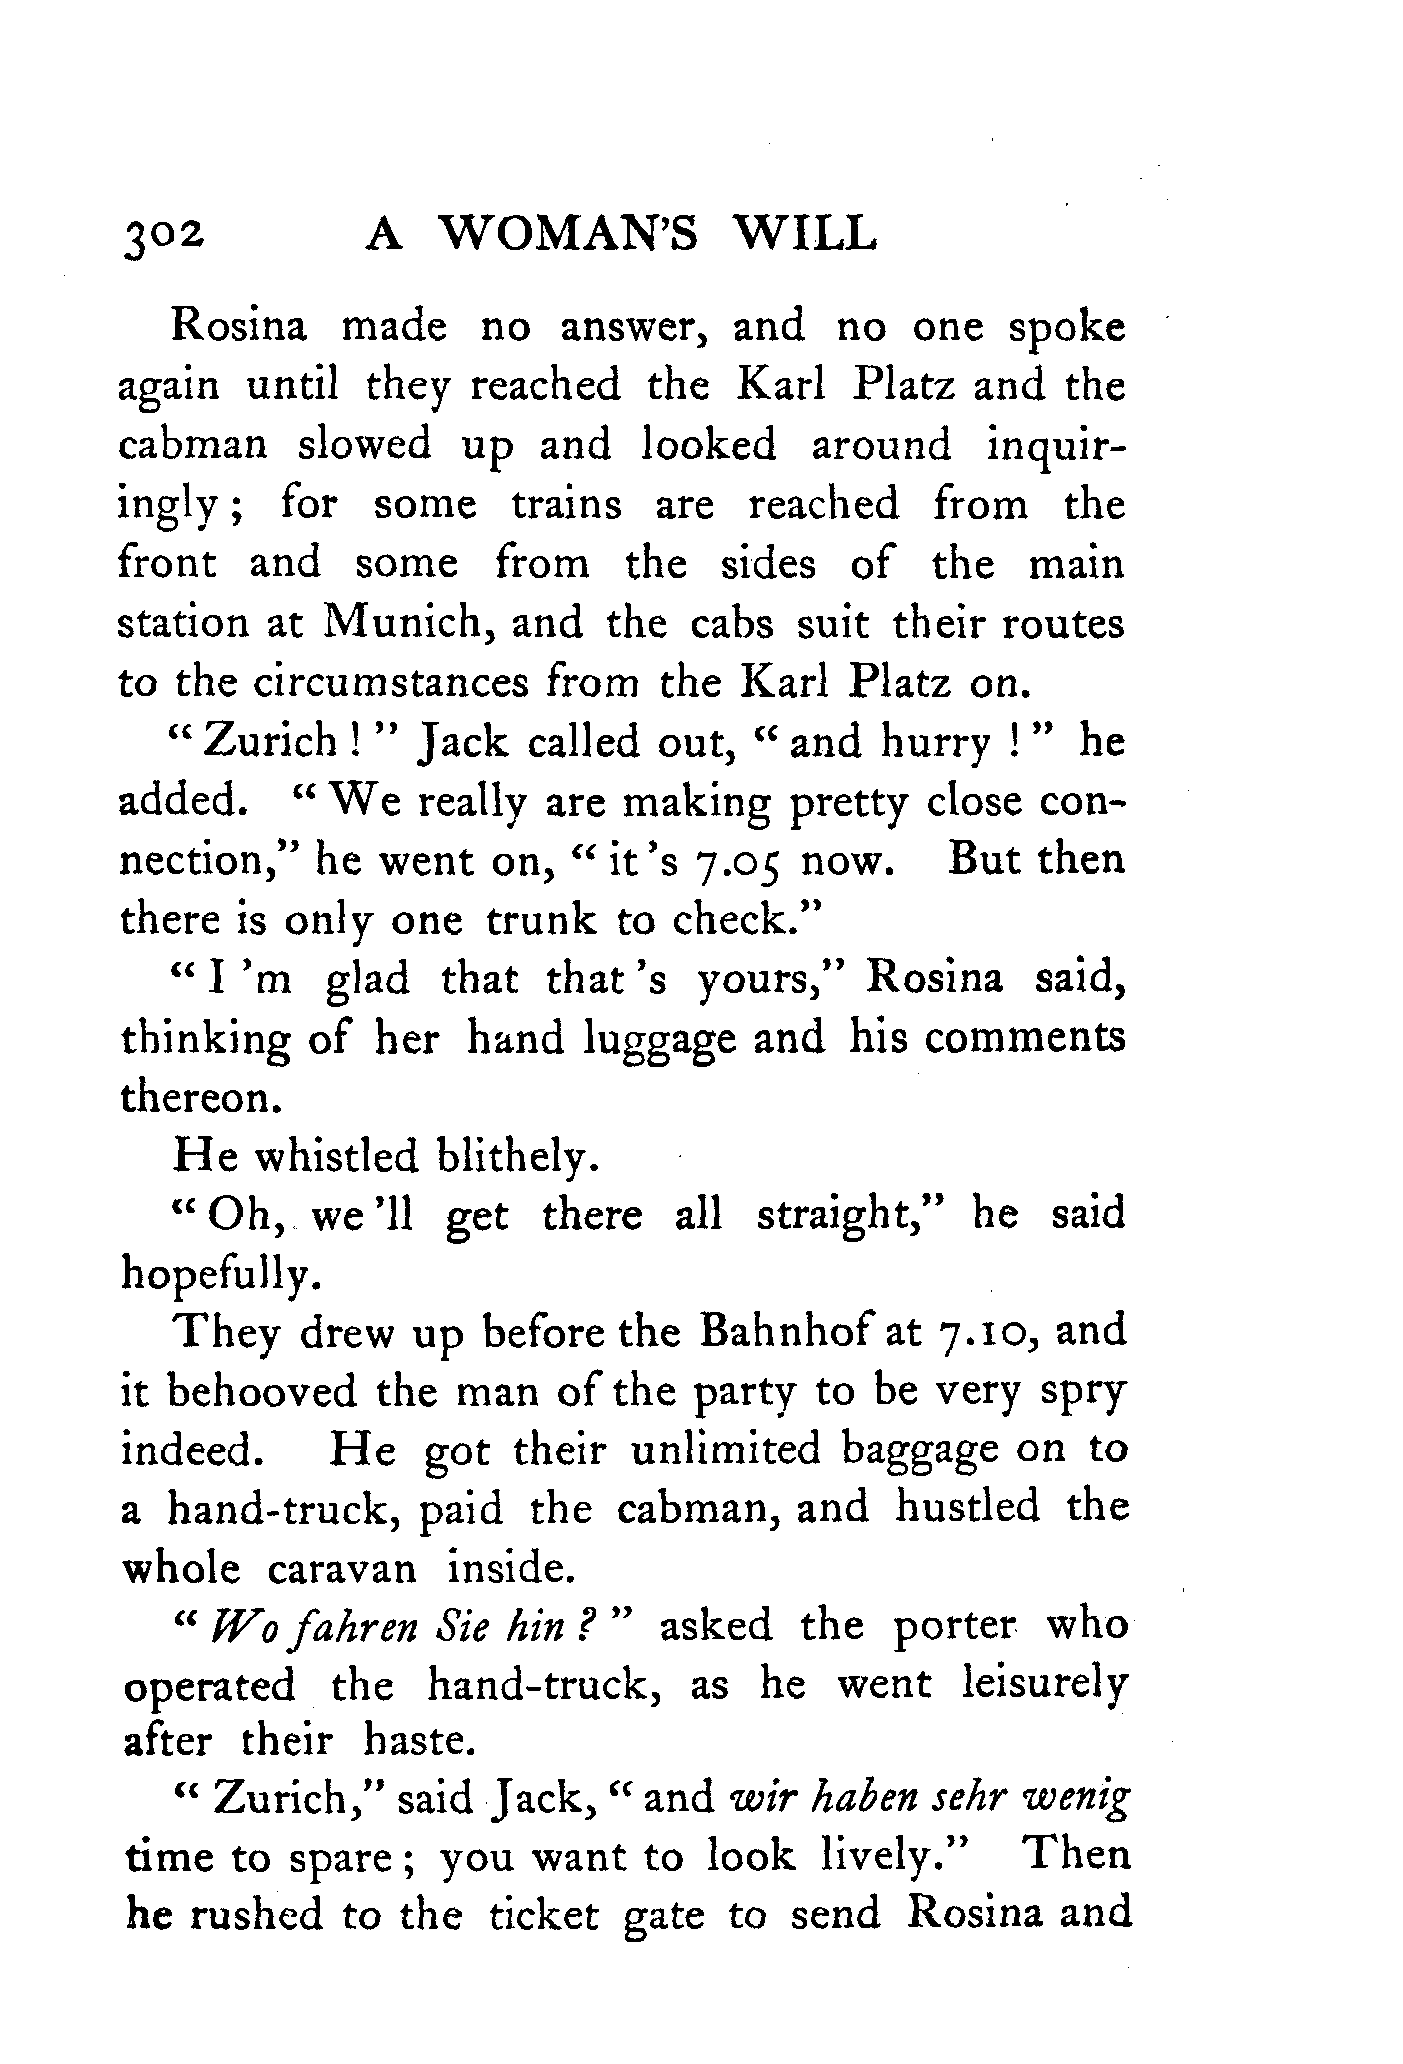 302 A WOMAN'S WILL
Rosina made no answer, and no one spoke
again until they reached the Karl Platz and the
cabman slowed up and looked around inquir-
ingly; for some trains are reached from the
front and some from the sides of the main
station at Munich, and the cabs suit their routes
to the circumstances from the Karl Platz on.
"Zurich!" Jack called out, "and hurry!" he
added. "We really are making pretty close con-
nection," he went on, "it's 7.05 now. But then
there is only one trunk to check."
"I'm glad that that's yours," Rosina said,
thinking of her hand luggage and his comments
thereon.
He whistled blithely.
"Oh, we'll get there all straight," he said
hopefully.
They drew up before the Bahnhof at 7.10, and
it behooved the man of the party to be very spry
indeed. He got their unlimited baggage on to
a hand-truck, paid the cabman, and hustled the
whole caravan inside.
"Wo fahren Sie hin?" asked the porter who
operated the hand-truck, as he went leisurely
after their haste.
"Zurich," said Jack, "and wir haben sehr wenig
time to spare; you want to look lively." Then
he rushed to the ticket gate to send Rosina and